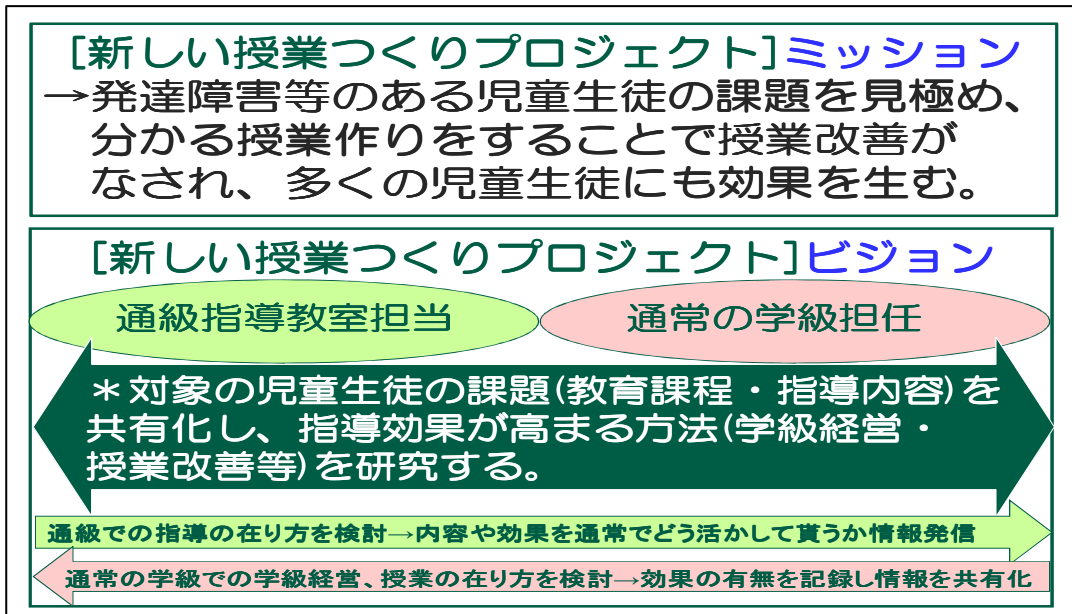 [新しい授業つくりプロジェクト]ミッション
→発達障害等のある児童生徒の課題を見極め、
分かる授業作りをすることで授業改善が
なされ、多くの児童生徒にも効果を生む。
[新しい授業つくりプロジェクト]ビジョン
通級指導教室担当
通常の学級担任
＊対象の児童生徒の課題(教育課程・指導内容)を
共有化し、指導効果が高まる方法(学級経営・
授業改善等)を研究する。
通級での指導の在り方を検討→内容や効果を通常でどう活かして貰うか情報発信
通常の学級での学級経営、授業の在り方を検討→効果の有無を記録し情報を共有化